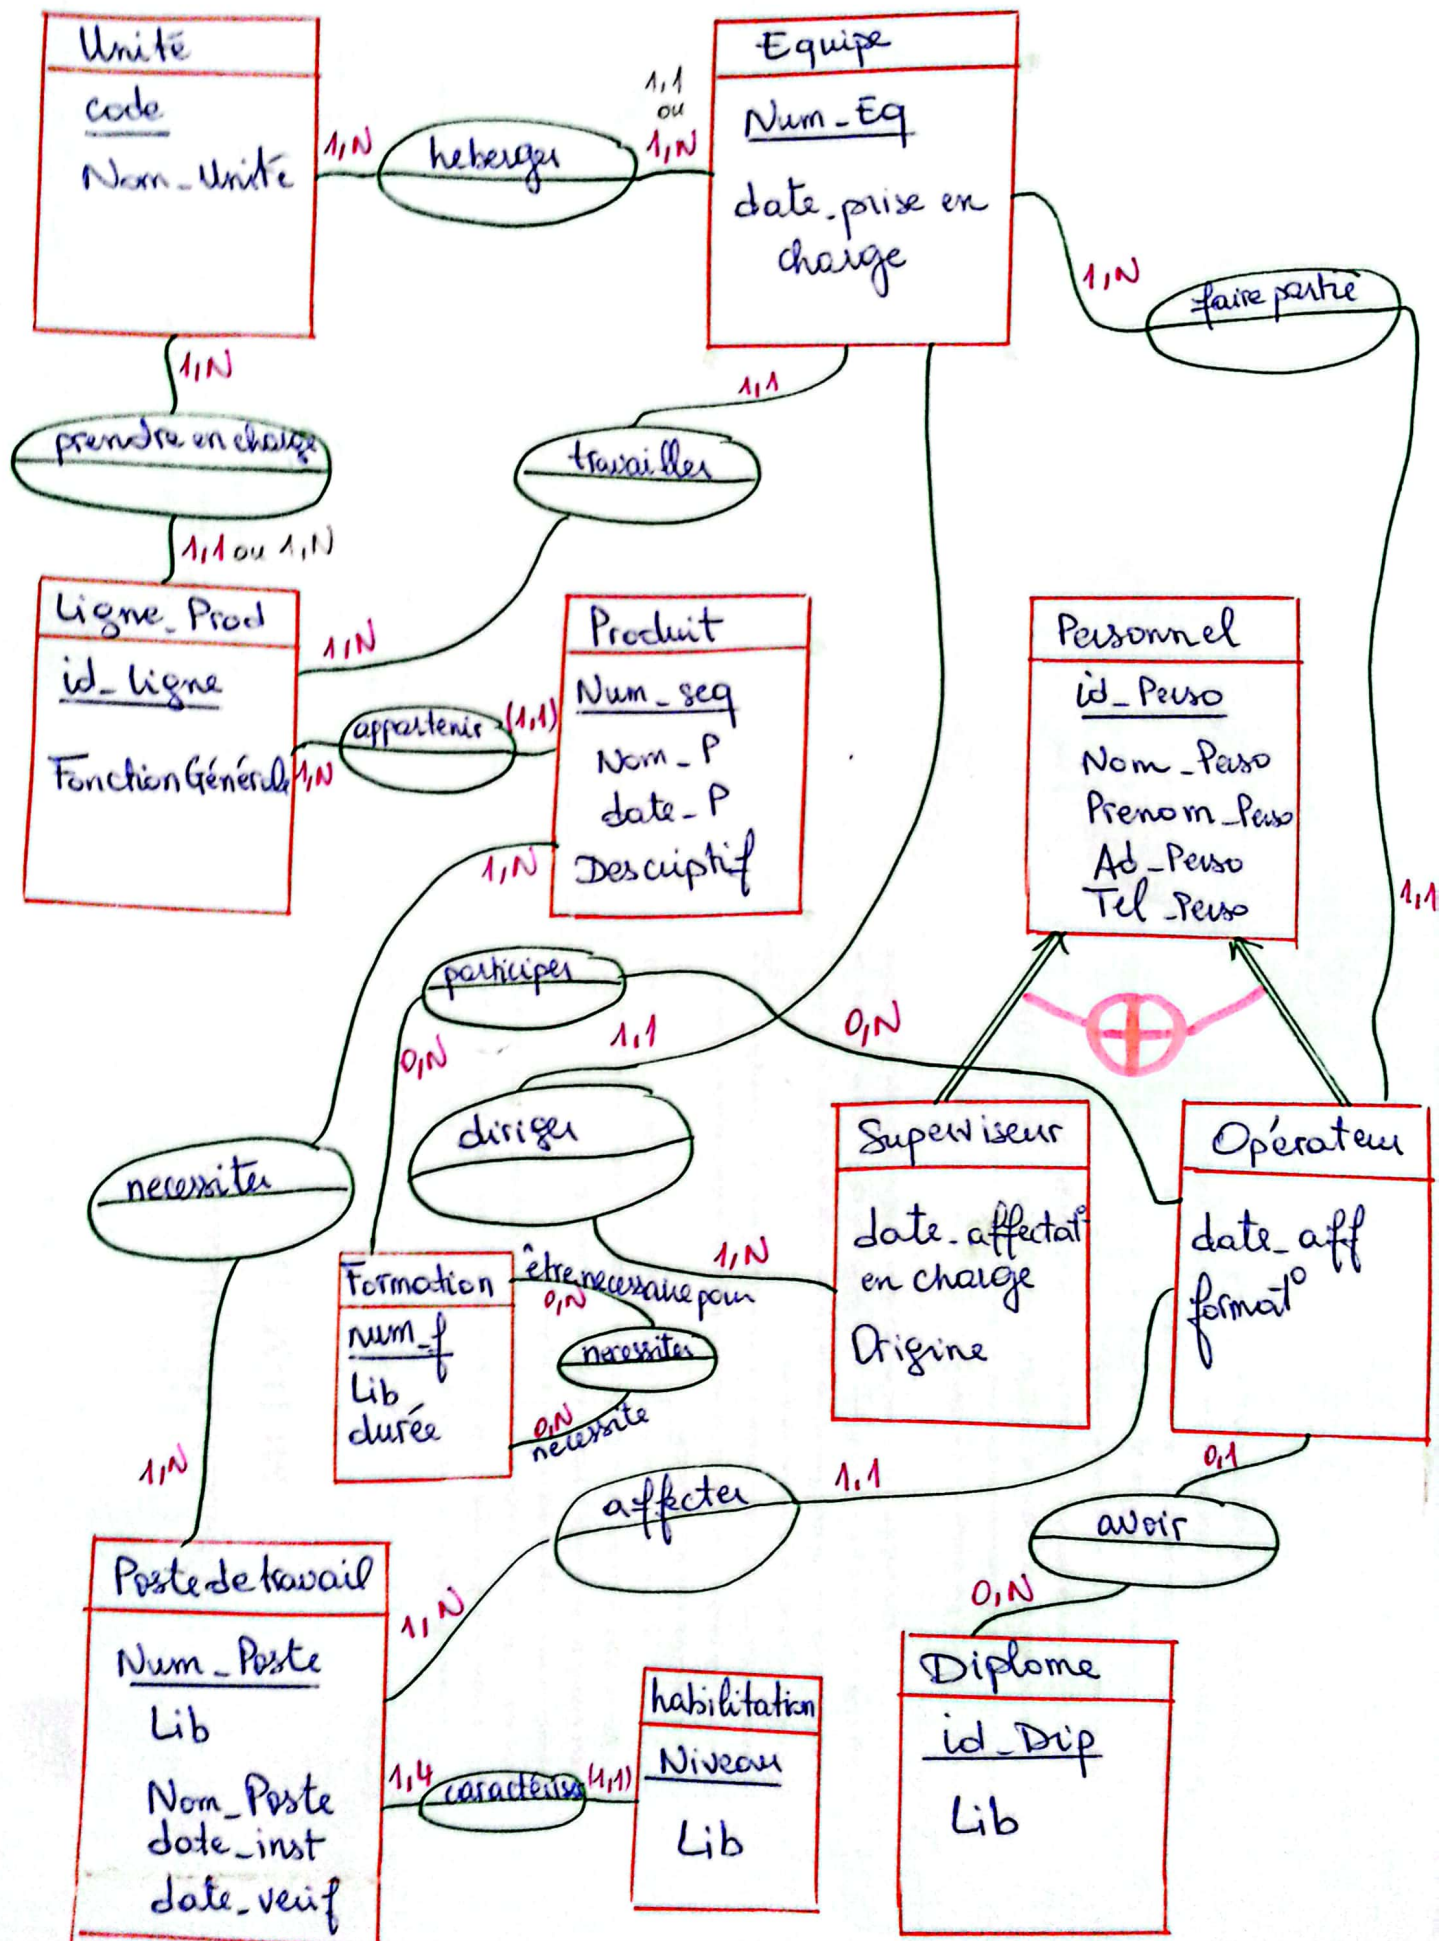 Unité
code
Nom_Unité
1,N
heberger
1,1
ou
1,N
Equipe
Num_Eq
date_prise en
charge
1,N
faire partie
1,1
1,N
prendre en charge
1,1 ou 1,N
1,1
travailler
1,N
Ligne_Prod
id_ligne
FonctionGénérale
1,N
appartenir
(1,1)
Produit
Num_seq
Nom_P
date_P
Descriptif
1,N
necessiter
1,N
Personnel
id_Perso
Nom_Perso
Prenom_Perso
Ad_Perso
Tel_Perso
participer
0,N
0,N
1,1
diriger
1,N
Superviseur
date_affectat°
en charge
Origine
Opérateur
date_aff
format°
Formation
num_f
Lib
durée
être necessaire pour
0,N
necessiter
0,N
necessite
affecter
1,1
1,N
0,1
avoir
0,N
Poste de travail
Num_Poste
Lib
Nom_Poste
date_inst
date_verif
1,4
caractériser
(1,1)
habilitation
Niveau
Lib
Diplome
id_Dip
Lib